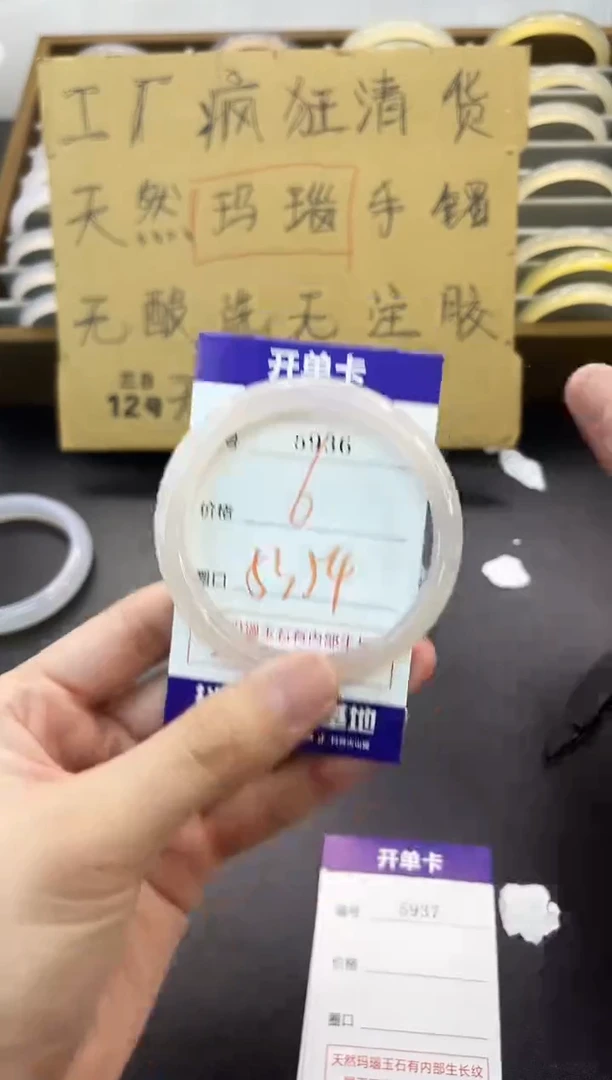 工厂疯狂清货
天然玛瑙手镯
无酸洗无注胶
12号
开单卡
5936
价格 6
圈口
基地
开单卡
编号 5937
价格
圈口
天然玛瑙玉石有内部生长纹